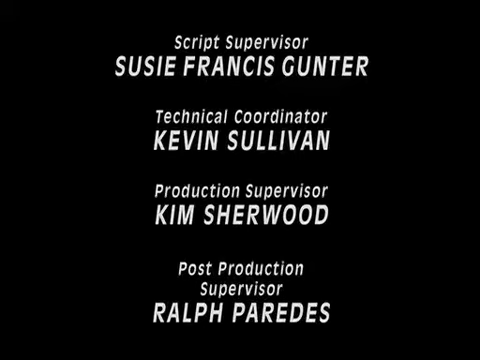 Script Supervisor
SUSIE FRANCIS GUNTER
Technical Coordinator
KEVIN SULLIVAN
Production Supervisor
KIM SHERWOOD
Post Production
Supervisor
RALPH PAREDES